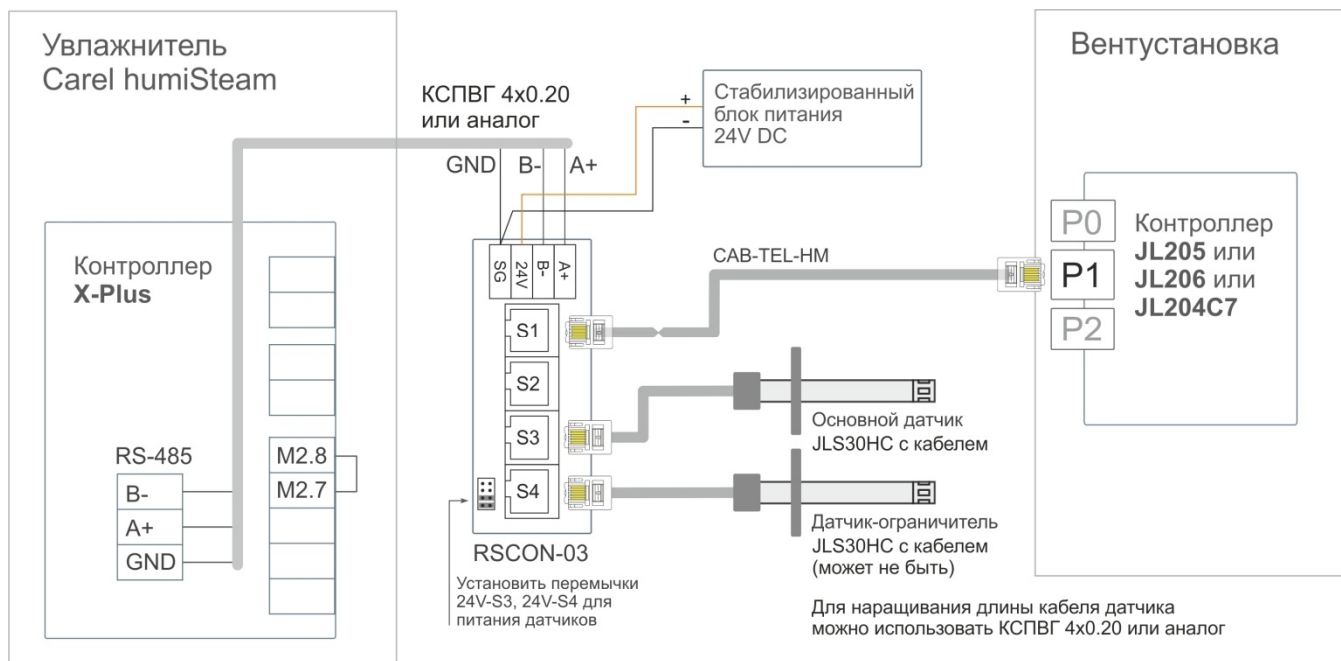 Увлажнитель
Carel humiSteam
Контроллер
X-Plus
RS-485
B-
A+
GND
M2.8
M2.7
КСПВГ 4x0.20
или аналог
GND
B-
A+
+
-
Стабилизированный
блок питания
24V DC
SG
24V
B-
A+
S1
S2
S3
S4
RSCON-03
Установить перемычки
24V-S3, 24V-S4 для
питания датчиков
CAB-TEL-HM
Основной датчик
JLS30HC с кабелем
Датчик-ограничитель
JLS30HC с кабелем
(может не быть)
Для наращивания длины кабеля датчика
можно использовать КСПВГ 4x0.20 или аналог
Вентустановка
P0
P1
P2
Контроллер
JL205 или
JL206 или
JL204C7